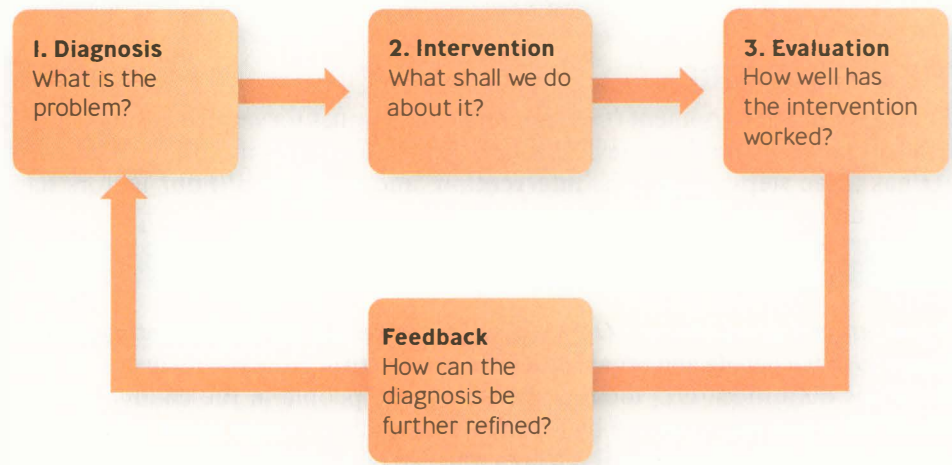 1. Diagnosis
What is the
problem?
2. Intervention
What shall we do
about it?
3. Evaluation
How well has
the intervention
worked?
Feedback
How can the
diagnosis be
further refined?